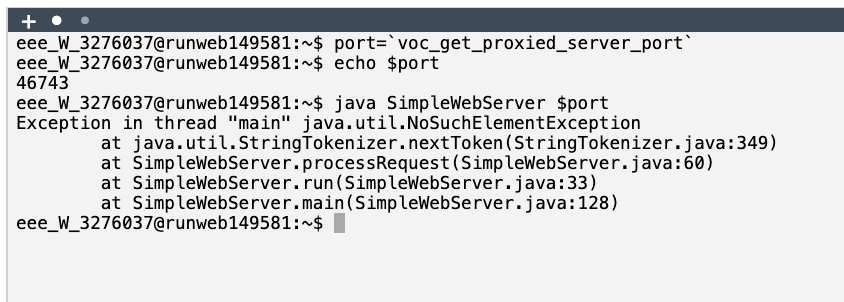 eee_W_3276037@runweb149581:~$ port=`voc_get_proxied_server_port`
eee_W_3276037@runweb149581:~$ echo $port
46743
eee_W_3276037@runweb149581:~$ java SimpleWebServer $port
Exception in thread "main" java.util.NoSuchElementException
        at java.util.StringTokenizer.nextToken(StringTokenizer.java:349)
        at SimpleWebServer.processRequest(SimpleWebServer.java:60)
        at SimpleWebServer.run(SimpleWebServer.java:33)
        at SimpleWebServer.main(SimpleWebServer.java:128)
eee_W_3276037@runweb149581:~$